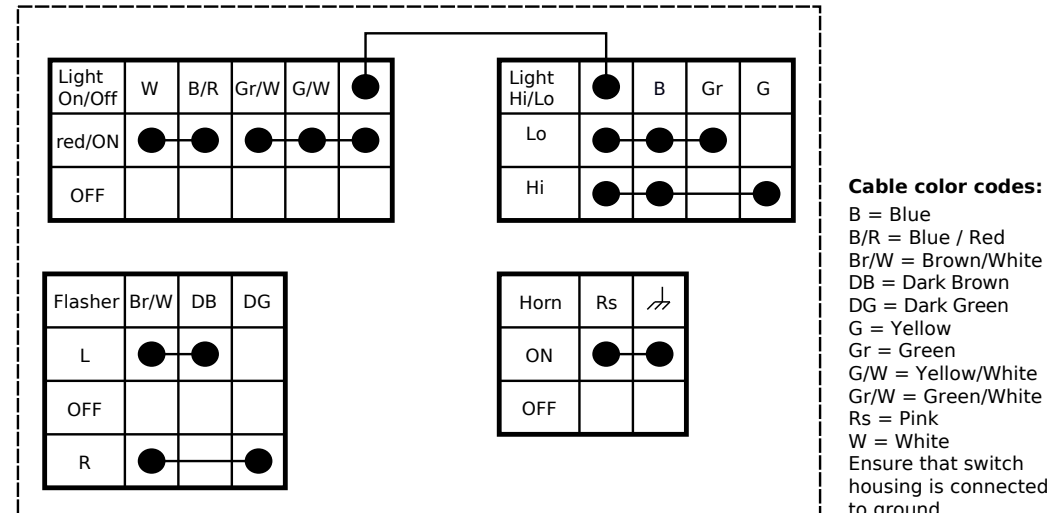 Light
On/Off W B/R Gr/W G/W
red/ON
OFF
Light
Hi/Lo B Gr G
Lo
Hi
Flasher Br/W DB DG
L
OFF
R
Horn Rs
ON
OFF
Cable color codes:
B = Blue
B/R = Blue / Red
Br/W = Brown/White
DB = Dark Brown
DG = Dark Green
G = Yellow
Gr = Green
G/W = Yellow/White
Gr/W = Green/White
Rs = Pink
W = White
Ensure that switch
housing is connected
to ground